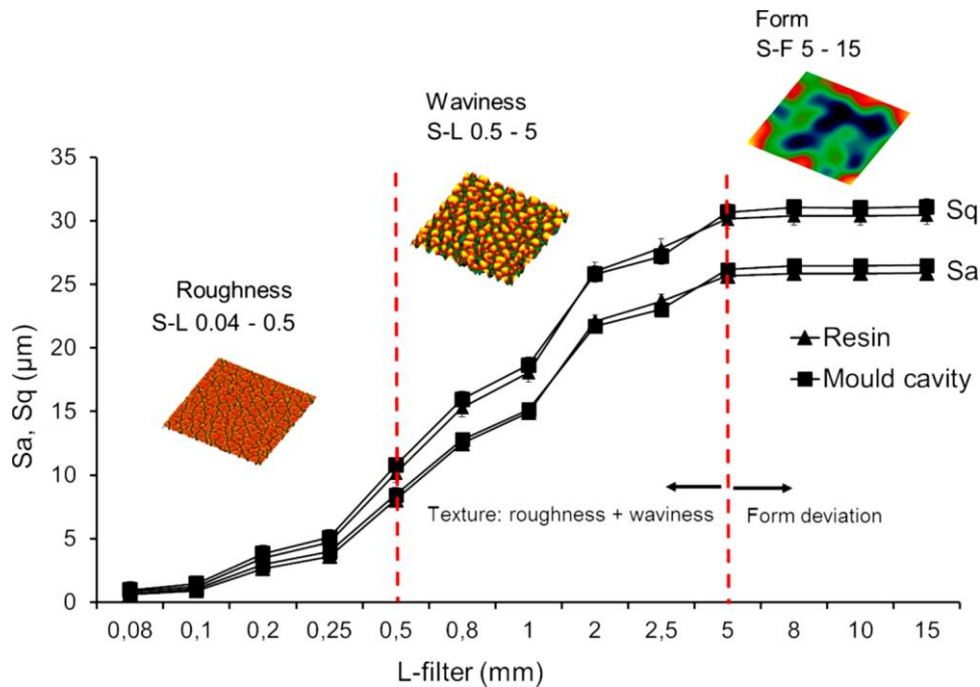 Form
S-F 5 - 15
Waviness
S-L 0.5 - 5
Roughness
S-L 0.04 - 0.5
Sa, Sq (µm)
35
30
25
20
15
10
5
0
Sq
Sa
Resin
Mould cavity
Texture: roughness + waviness
Form deviation
0,08 0,1 0,2 0,25 0,5 0,8 1 2 2,5 5 8 10 15
L-filter (mm)